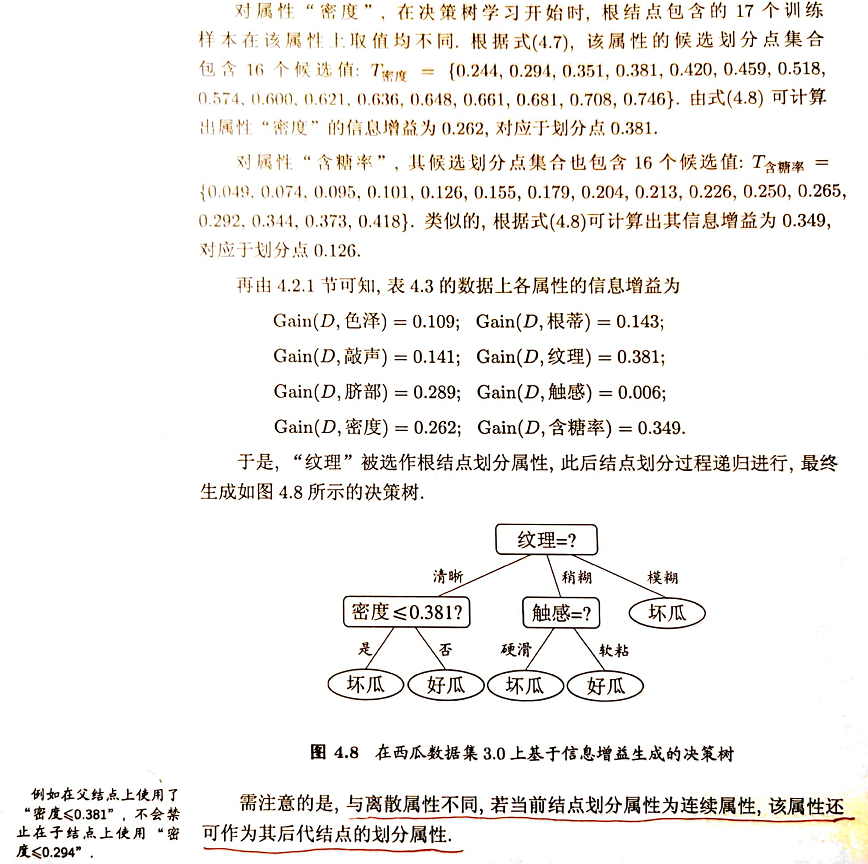 对属性“密度”, 在决策树学习开始时, 根结点包含的 17 个训练
样本在该属性上取值均不同. 根据式(4.7), 该属性的候选划分点集合
包含 16 个候选值: T密度 = {0.244, 0.294, 0.351, 0.381, 0.420, 0.459, 0.518,
0.574, 0.600, 0.621, 0.636, 0.648, 0.661, 0.681, 0.708, 0.746}. 由式(4.8) 可计算
出属性“密度”的信息增益为 0.262, 对应于划分点 0.381.
对属性“含糖率”, 其候选划分点集合也包含 16 个候选值: T含糖率 =
{0.049, 0.074, 0.095, 0.101, 0.126, 0.155, 0.179, 0.204, 0.213, 0.226, 0.250, 0.265,
0.292, 0.344, 0.373, 0.418}. 类似的, 根据式(4.8)可计算出其信息增益为 0.349,
对应于划分点 0.126.
再由 4.2.1 节可知, 表 4.3 的数据上各属性的信息增益为
Gain(D, 色泽) = 0.109; Gain(D, 根蒂) = 0.143;
Gain(D, 敲声) = 0.141; Gain(D, 纹理) = 0.381;
Gain(D, 脐部) = 0.289; Gain(D, 触感) = 0.006;
Gain(D, 密度) = 0.262; Gain(D, 含糖率) = 0.349.
于是, “纹理”被选作根结点划分属性, 此后结点划分过程递归进行, 最终
生成如图 4.8 所示的决策树.
纹理=?
清晰 稍糊 模糊
密度≤0.381? 触感=? 坏瓜
是 否 硬滑 软粘
坏瓜 好瓜 坏瓜 好瓜
图 4.8 在西瓜数据集 3.0 上基于信息增益生成的决策树
例如在父结点上使用了
“密度≤0.381”, 不会禁
止在子结点上使用“密
度≤0.294”.
需注意的是, 与离散属性不同, 若当前结点划分属性为连续属性, 该属性还
可作为其后代结点的划分属性.